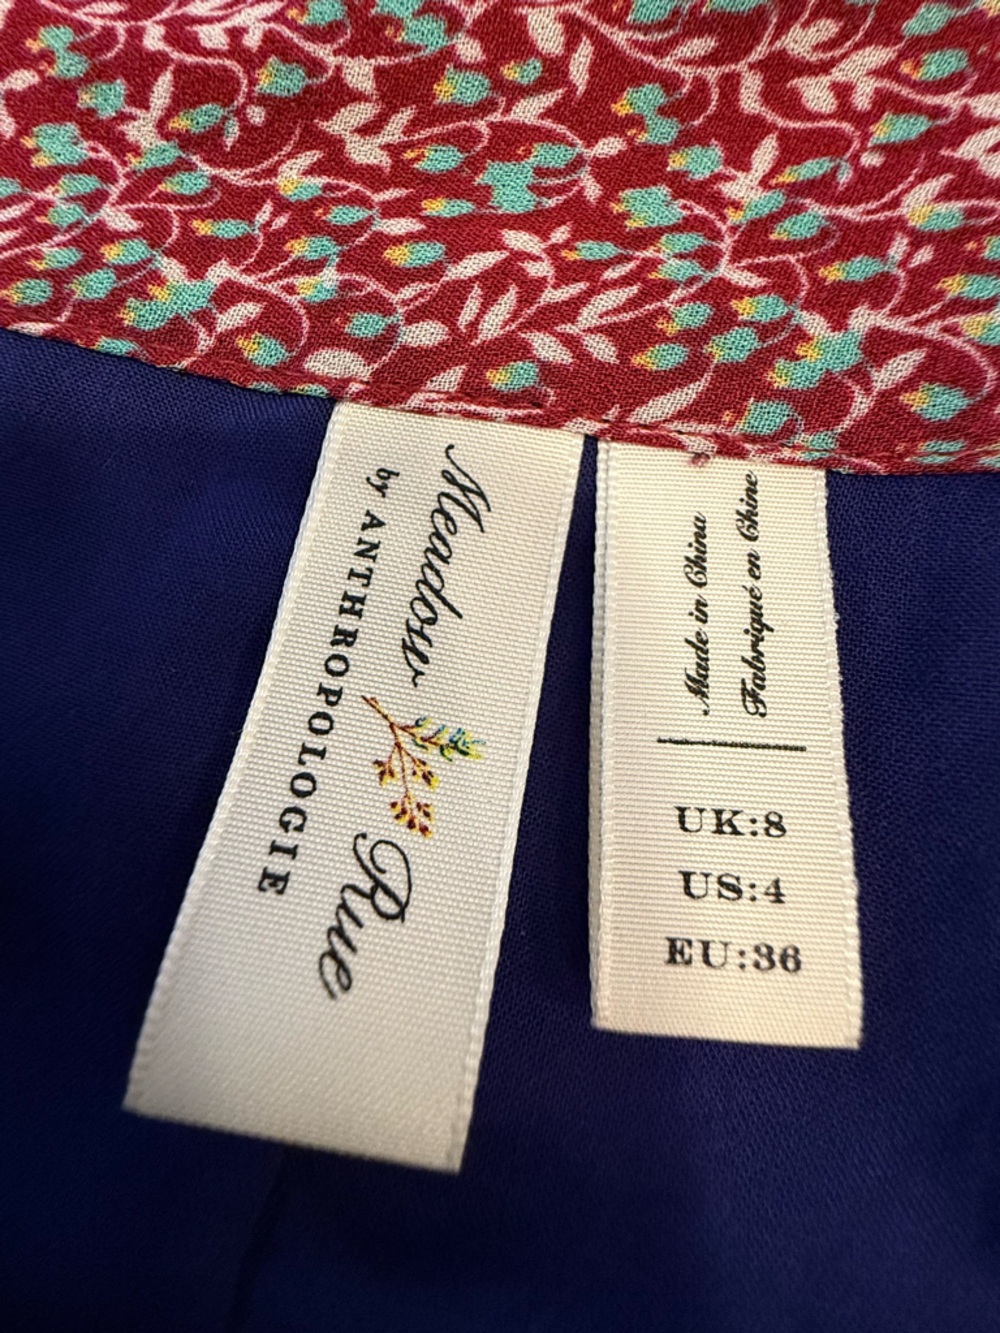 Meadow Rue
by ANTHROPOLOGIE
Made in China
Fabriqué en Chine
UK:8
US:4
EU:36